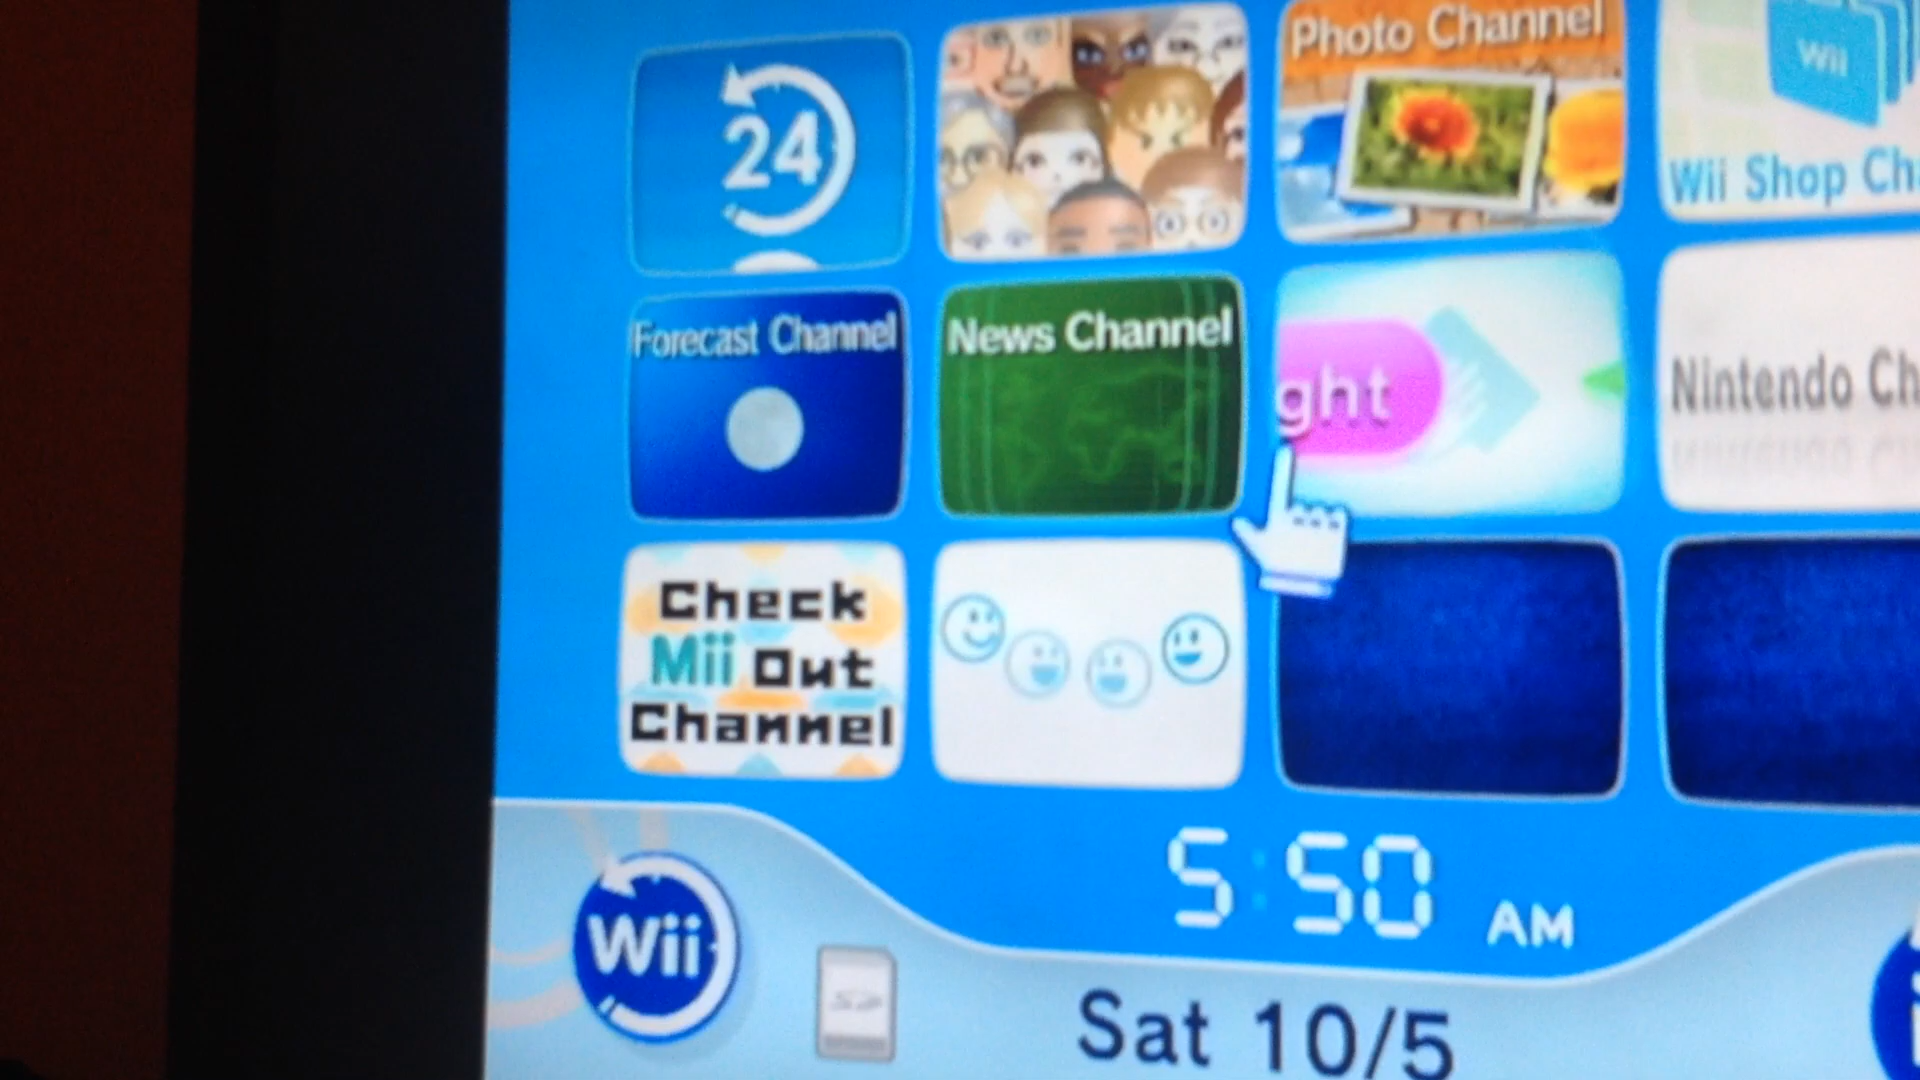 24
Photo Channel
Wii
Wii Shop Ch
Forecast Channel
News Channel
ght
Nintendo Ch
Check
Mii Out
Channel
5:50 AM
Wii
SD
Sat 10/5